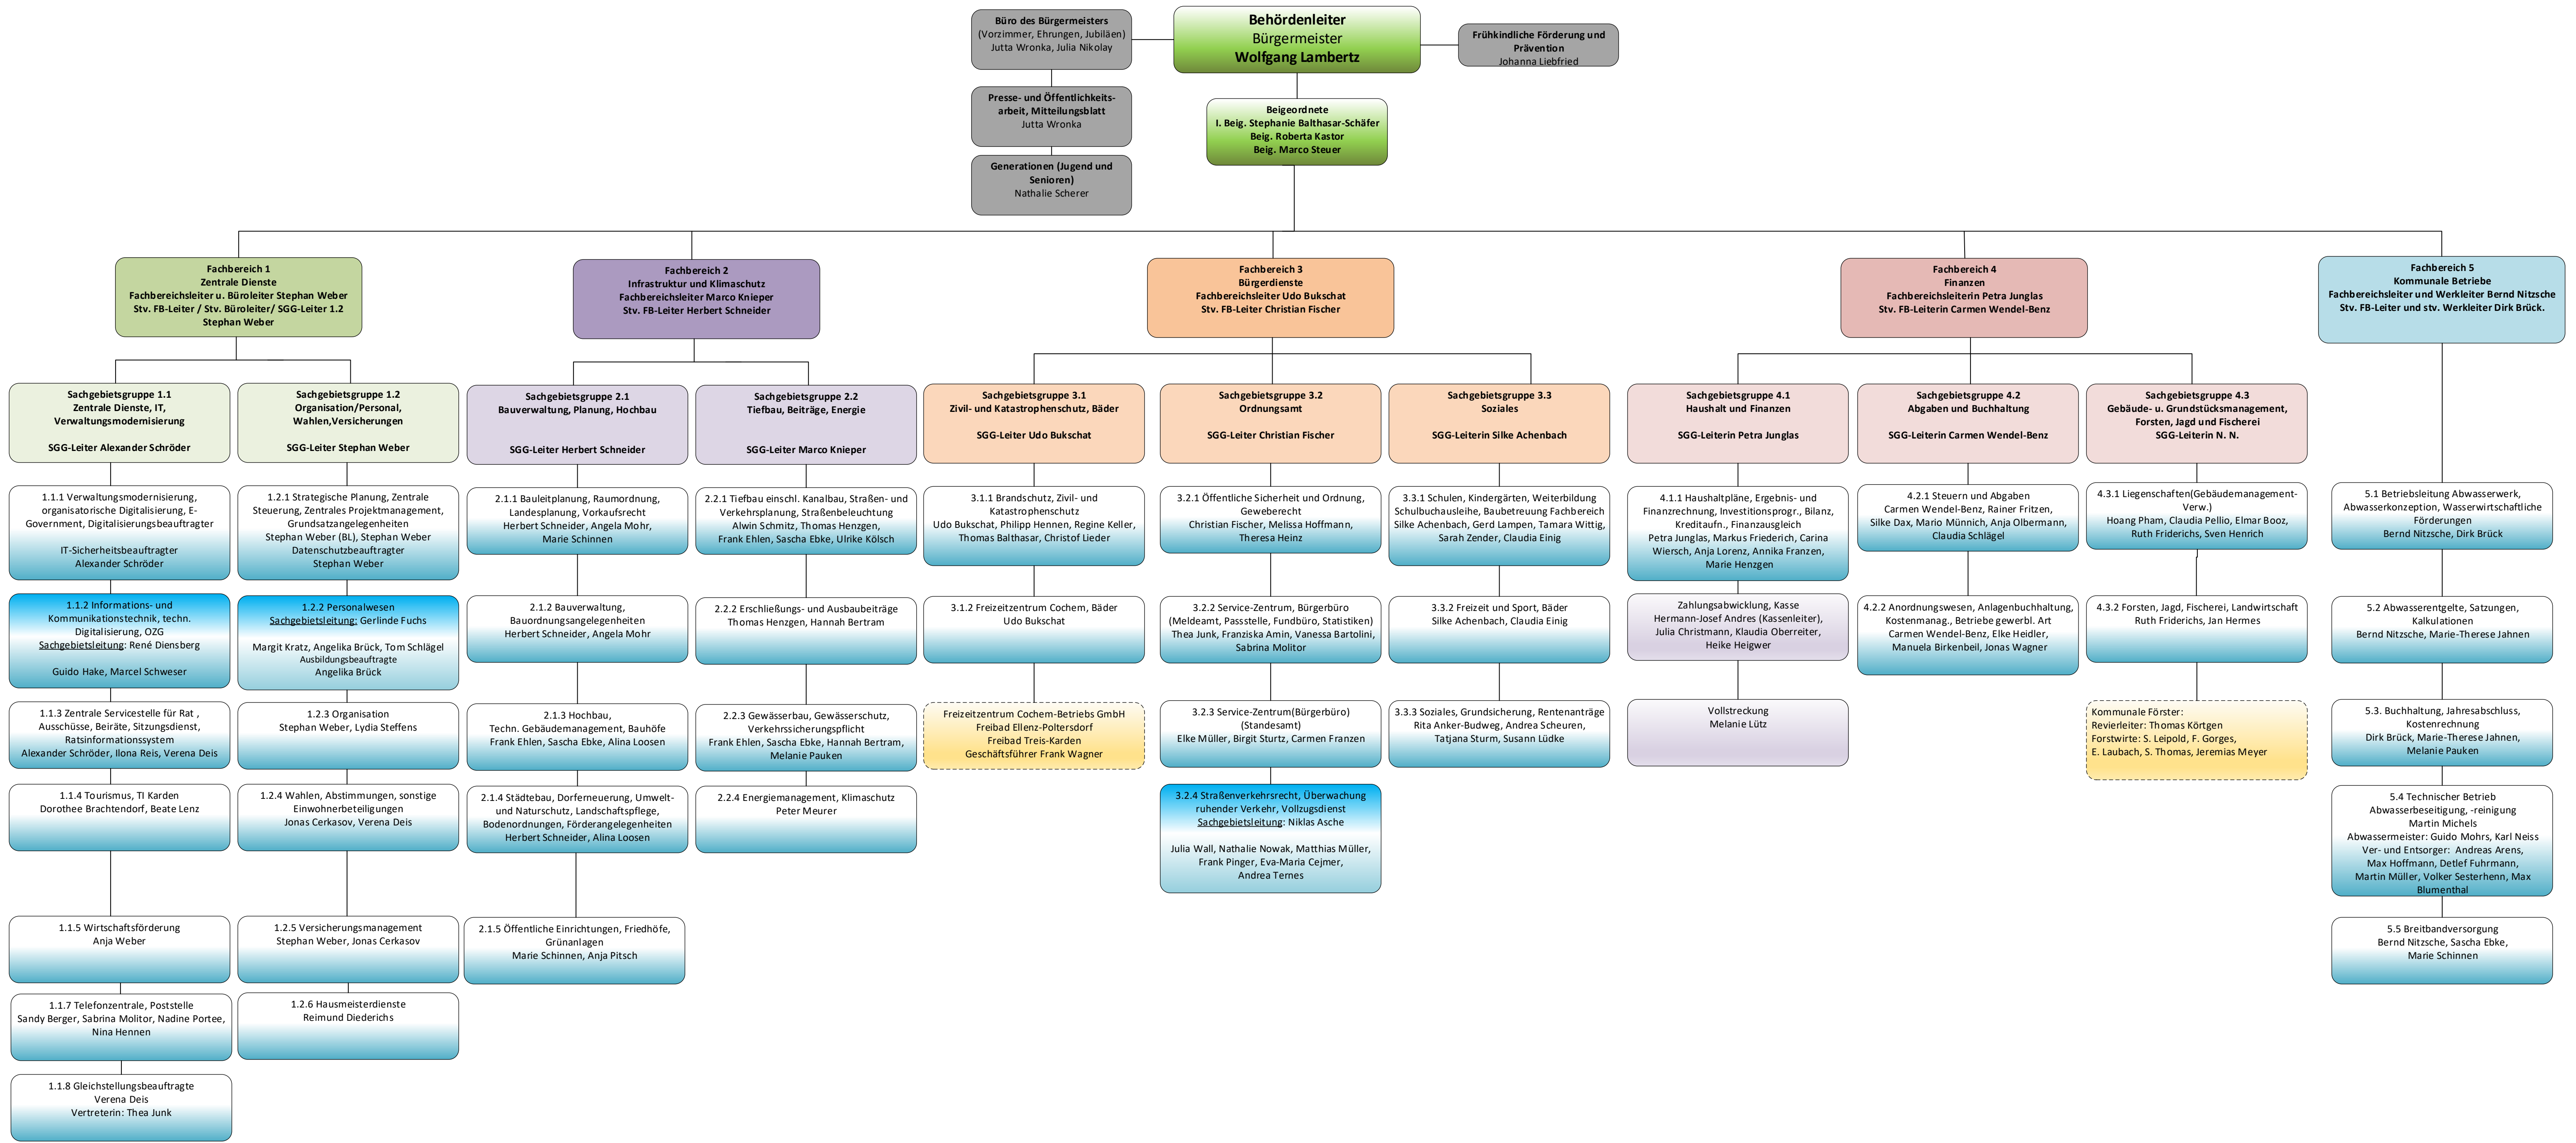 Büro des Bürgermeisters
(Vorzimmer, Ehrungen, Jubiläen)
Jutta Wronka, Julia Nikolay
Behördenleiter
Bürgermeister
Wolfgang Lambertz
Frühkindliche Förderung und
Prävention
Johanna Liebfried
Presse- und Öffentlichkeits-
arbeit, Mitteilungsblatt
Jutta Wronka
Beigeordnete
I. Beig. Stephanie Balthasar-Schäfer
Beig. Roberta Kastor
Beig. Marco Steuer
Generationen (Jugend und
Senioren)
Nathalie Scherer
Fachbereich 1
Zentrale Dienste
Fachbereichsleiter u. Büroleiter Stephan Weber
Stv. FB-Leiter / Stv. Büroleiter/ SGG-Leiter 1.2
Stephan Weber
Fachbereich 2
Infrastruktur und Klimaschutz
Fachbereichsleiter Marco Knieper
Stv. FB-Leiter Herbert Schneider
Fachbereich 3
Bürgerdienste
Fachbereichsleiter Udo Bukschat
Stv. FB-Leiter Christian Fischer
Fachbereich 4
Finanzen
Fachbereichsleiterin Petra Junglas
Stv. FB-Leiterin Carmen Wendel-Benz
Fachbereich 5
Kommunale Betriebe
Fachbereichsleiter und Werkleiter Bernd Nitzsche
Stv. FB-Leiter und stv. Werkleiter Dirk Brück.
Sachgebietsgruppe 1.1
Zentrale Dienste, IT,
Verwaltungsmodernisierung
SGG-Leiter Alexander Schröder
1.1.1 Verwaltungsmodernisierung,
organisatorische Digitalisierung, E-
Government, Digitalisierungsbeauftragter
IT-Sicherheitsbeauftragter
Alexander Schröder
1.1.2 Informations- und
Kommunikationstechnik, techn.
Digitalisierung, OZG
Sachgebietsleitung: René Diensberg
Guido Hake, Marcel Schweser
1.1.3 Zentrale Servicestelle für Rat ,
Ausschüsse, Beiräte, Sitzungsdienst,
Ratsinformationssystem
Alexander Schröder, Ilona Reis, Verena Deis
1.1.4 Tourismus, TI Karden
Dorothee Brachtendorf, Beate Lenz
1.1.5 Wirtschaftsförderung
Anja Weber
1.1.7 Telefonzentrale, Poststelle
Sandy Berger, Sabrina Molitor, Nadine Portee,
Nina Hennen
1.1.8 Gleichstellungsbeauftragte
Verena Deis
Vertreterin: Thea Junk
Sachgebietsgruppe 1.2
Organisation/Personal,
Wahlen,Versicherungen
SGG-Leiter Stephan Weber
1.2.1 Strategische Planung, Zentrale
Steuerung, Zentrales Projektmanagement,
Grundsatzangelegenheiten
Stephan Weber (BL), Stephan Weber
Datenschutzbeauftragter
Stephan Weber
1.2.2 Personalwesen
Sachgebietsleitung: Gerlinde Fuchs
Margit Kratz, Angelika Brück, Tom Schlägel
Ausbildungsbeauftragte
Angelika Brück
1.2.3 Organisation
Stephan Weber, Lydia Steffens
1.2.4 Wahlen, Abstimmungen, sonstige
Einwohnerbeteiligungen
Jonas Cerkasov, Verena Deis
1.2.5 Versicherungsmanagement
Stephan Weber, Jonas Cerkasov
1.2.6 Hausmeisterdienste
Reimund Diederichs
Sachgebietsgruppe 2.1
Bauverwaltung, Planung, Hochbau
SGG-Leiter Herbert Schneider
2.1.1 Bauleitplanung, Raumordnung,
Landesplanung, Vorkaufsrecht
Herbert Schneider, Angela Mohr,
Marie Schinnen
2.1.2 Bauverwaltung,
Bauordnungsangelegenheiten
Herbert Schneider, Angela Mohr
2.1.3 Hochbau,
Techn. Gebäudemanagement, Bauhöfe
Frank Ehlen, Sascha Ebke, Alina Loosen
2.1.4 Städtebau, Dorferneuerung, Umwelt-
und Naturschutz, Landschaftspflege,
Bodenordnungen, Förderangelegenheiten
Herbert Schneider, Alina Loosen
2.1.5 Öffentliche Einrichtungen, Friedhöfe,
Grünanlagen
Marie Schinnen, Anja Pitsch
Sachgebietsgruppe 2.2
Tiefbau, Beiträge, Energie
SGG-Leiter Marco Knieper
2.2.1 Tiefbau einschl. Kanalbau, Straßen- und
Verkehrsplanung, Straßenbeleuchtung
Alwin Schmitz, Thomas Henzgen,
Frank Ehlen, Sascha Ebke, Ulrike Kölsch
2.2.2 Erschließungs- und Ausbaubeiträge
Thomas Henzgen, Hannah Bertram
2.2.3 Gewässerbau, Gewässerschutz,
Verkehrssicherungspflicht
Frank Ehlen, Sascha Ebke, Hannah Bertram,
Melanie Pauken
2.2.4 Energiemanagement, Klimaschutz
Peter Meurer
Sachgebietsgruppe 3.1
Zivil- und Katastrophenschutz, Bäder
SGG-Leiter Udo Bukschat
3.1.1 Brandschutz, Zivil- und
Katastrophenschutz
Udo Bukschat, Philipp Hennen, Regine Keller,
Thomas Balthasar, Christof Lieder
3.1.2 Freizeitzentrum Cochem, Bäder
Udo Bukschat
Freizeitzentrum Cochem-Betriebs GmbH
Freibad Ellenz-Poltersdorf
Freibad Treis-Karden
Geschäftsführer Frank Wagner
Sachgebietsgruppe 3.2
Ordnungsamt
SGG-Leiter Christian Fischer
3.2.1 Öffentliche Sicherheit und Ordnung,
Geweberecht
Christian Fischer, Melissa Hoffmann,
Theresa Heinz
3.2.2 Service-Zentrum, Bürgerbüro
(Meldeamt, Passstelle, Fundbüro, Statistiken)
Thea Junk, Franziska Amin, Vanessa Bartolini,
Sabrina Molitor
3.2.3 Service-Zentrum(Bürgerbüro)
(Standesamt)
Elke Müller, Birgit Sturtz, Carmen Franzen
3.2.4 Straßenverkehrsrecht, Überwachung
ruhender Verkehr, Vollzugsdienst
Sachgebietsleitung: Niklas Asche
Julia Wall, Nathalie Nowak, Matthias Müller,
Frank Pinger, Eva-Maria Cejmer,
Andrea Ternes
Sachgebietsgruppe 3.3
Soziales
SGG-Leiterin Silke Achenbach
3.3.1 Schulen, Kindergärten, Weiterbildung
Schulbuchausleihe, Baubetreuung Fachbereich
Silke Achenbach, Gerd Lampen, Tamara Wittig,
Sarah Zender, Claudia Einig
3.3.2 Freizeit und Sport, Bäder
Silke Achenbach, Claudia Einig
3.3.3 Soziales, Grundsicherung, Rentenanträge
Rita Anker-Budweg, Andrea Scheuren,
Tatjana Sturm, Susann Lüdke
Sachgebietsgruppe 4.1
Haushalt und Finanzen
SGG-Leiterin Petra Junglas
4.1.1 Haushaltpläne, Ergebnis- und
Finanzrechnung, Investitionsprogr., Bilanz,
Kreditaufn., Finanzausgleich
Petra Junglas, Markus Friederich, Carina
Wiersch, Anja Lorenz, Annika Franzen,
Marie Henzgen
Zahlungsabwicklung, Kasse
Hermann-Josef Andres (Kassenleiter),
Julia Christmann, Klaudia Oberreiter,
Heike Heigwer
Vollstreckung
Melanie Lütz
Sachgebietsgruppe 4.2
Abgaben und Buchhaltung
SGG-Leiterin Carmen Wendel-Benz
4.2.1 Steuern und Abgaben
Carmen Wendel-Benz, Rainer Fritzen,
Silke Dax, Mario Münnich, Anja Olbermann,
Claudia Schlägel
4.2.2 Anordnungswesen, Anlagenbuchhaltung,
Kostenmanag., Betriebe gewerbl. Art
Carmen Wendel-Benz, Elke Heidler,
Manuela Birkenbeil, Jonas Wagner
Sachgebietsgruppe 4.3
Gebäude- u. Grundstücksmanagement,
Forsten, Jagd und Fischerei
SGG-Leiterin N. N.
4.3.1 Liegenschaften(Gebäudemanagement-
Verw.)
Hoang Pham, Claudia Pellio, Elmar Booz,
Ruth Friderichs, Sven Henrich
4.3.2 Forsten, Jagd, Fischerei, Landwirtschaft
Ruth Friderichs, Jan Hermes
Kommunale Förster:
Revierleiter: Thomas Körtgen
Forstwirte: S. Leipold, F. Gorges,
E. Laubach, S. Thomas, Jeremias Meyer
5.1 Betriebsleitung Abwasserwerk,
Abwasserkonzeption, Wasserwirtschaftliche
Förderungen
Bernd Nitzsche, Dirk Brück
5.2 Abwasserentgelte, Satzungen,
Kalkulationen
Bernd Nitzsche, Marie-Therese Jahnen
5.3. Buchhaltung, Jahresabschluss,
Kostenrechnung
Dirk Brück, Marie-Therese Jahnen,
Melanie Pauken
5.4 Technischer Betrieb
Abwasserbeseitigung, -reinigung
Martin Michels
Abwassermeister: Guido Mohrs, Karl Neiss
Ver- und Entsorger: Andreas Arens,
Max Hoffmann, Detlef Fuhrmann,
Martin Müller, Volker Sesterhenn, Max
Blumenthal
5.5 Breitbandversorgung
Bernd Nitzsche, Sascha Ebke,
Marie Schinnen